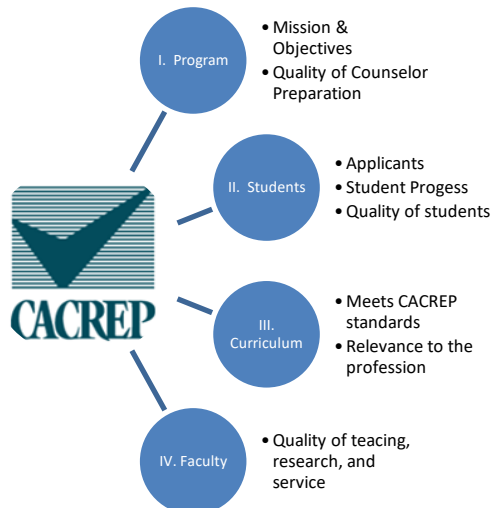 I. Program
• Mission &
Objectives
• Quality of Counselor
Preparation
II. Students
• Applicants
• Student Progess
• Quality of students
CACREP
III.
Curriculum
• Meets CACREP
standards
• Relevance to the
profession
IV. Faculty
• Quality of teacing,
research, and
service